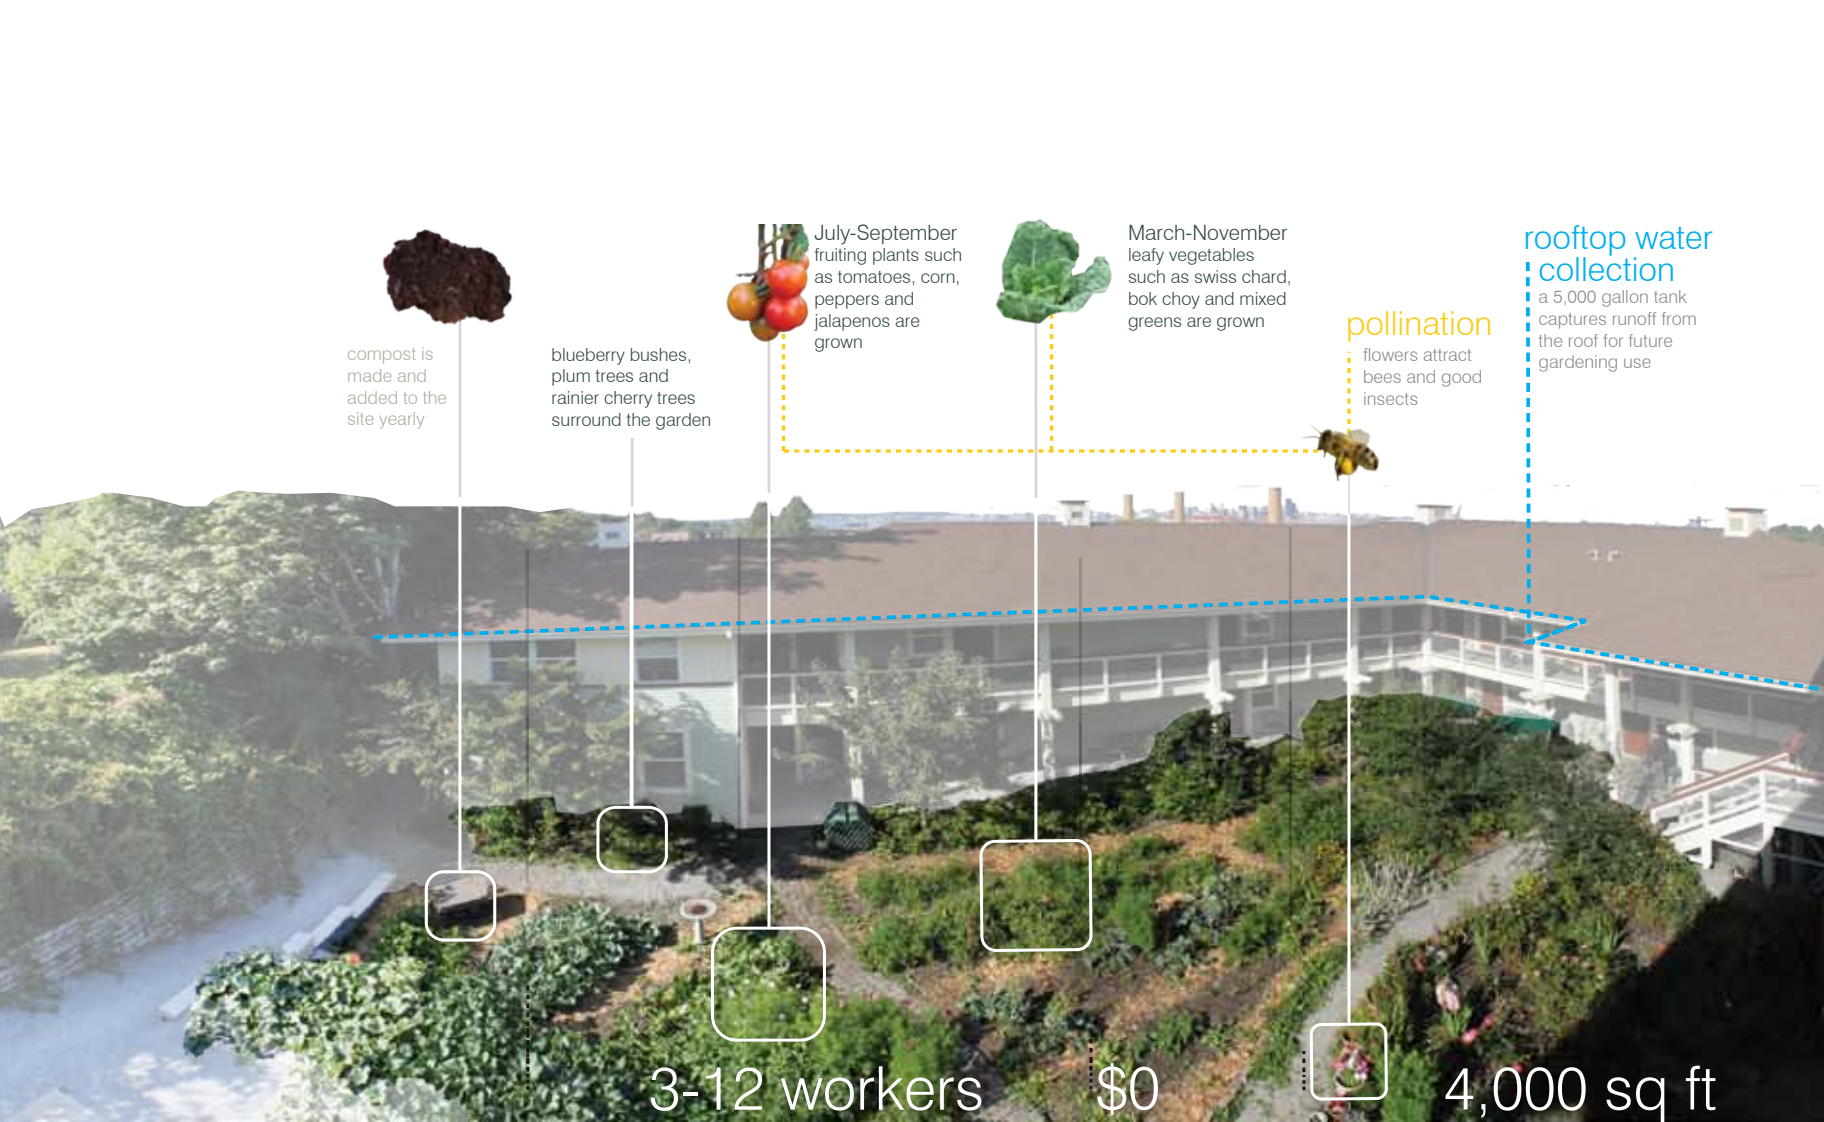 compost is
made and
added to the
site yearly
blueberry bushes,
plum trees and
rainier cherry trees
surround the garden
July-September
fruiting plants such
as tomatoes, corn,
peppers and
jalapenos are
grown
March-November
leafy vegetables
such as swiss chard,
bok choy and mixed
greens are grown
pollination
flowers attract
bees and good
insects
rooftop water
collection
a 5,000 gallon tank
captures runoff from
the roof for future
gardening use
3-12 workers
$0
4,000 sq ft